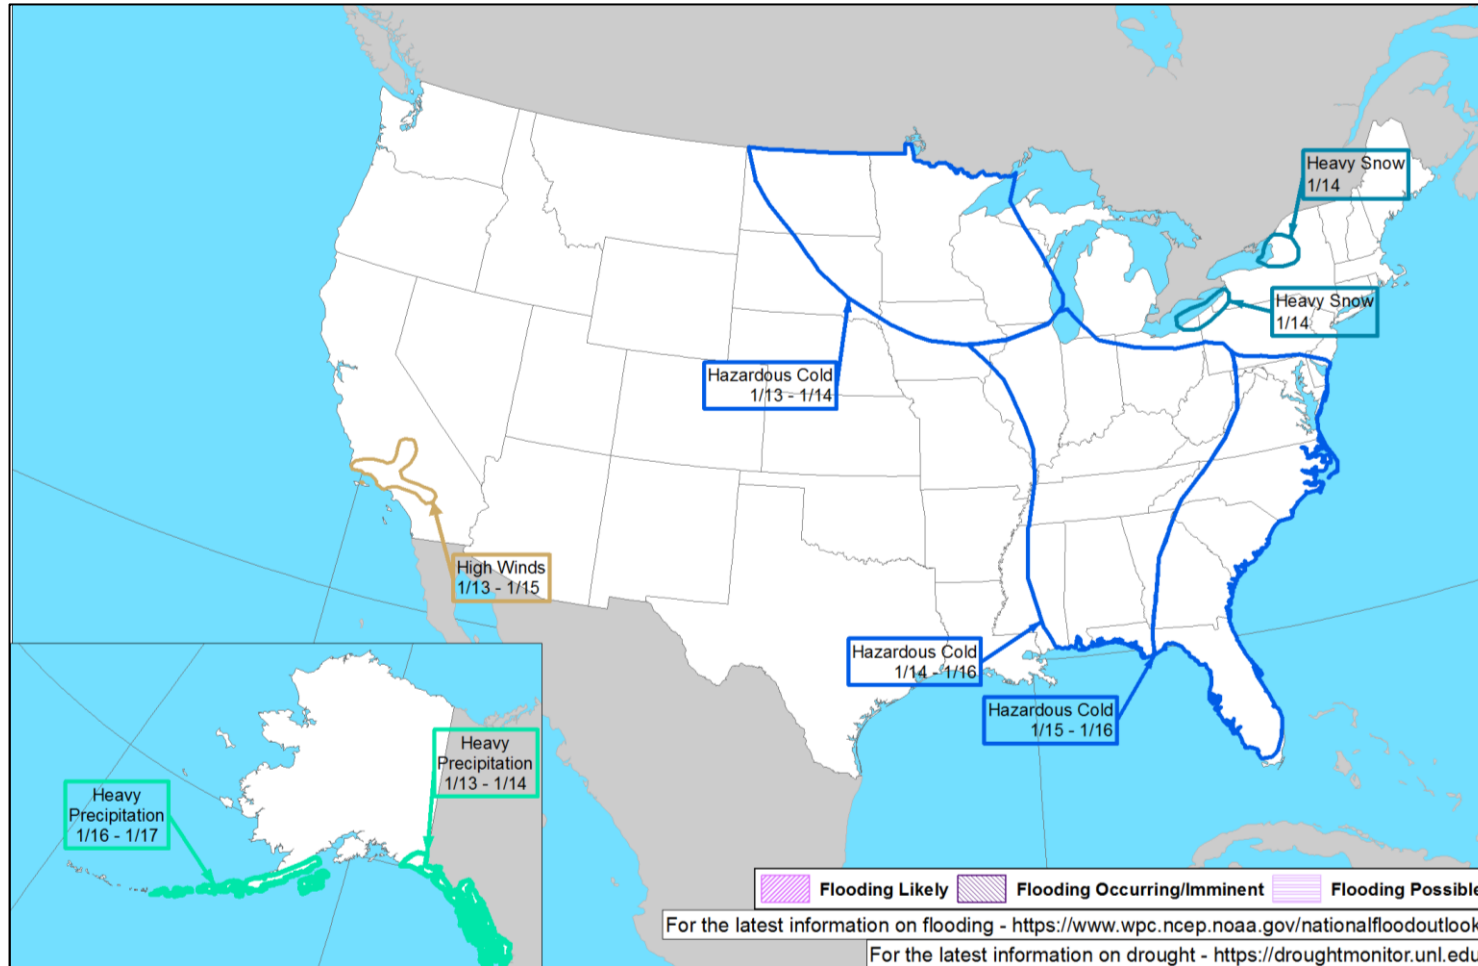 Heavy Snow
1/14
Heavy Snow
1/14
Hazardous Cold
1/13 - 1/14
High Winds
1/13 - 1/15
Hazardous Cold
1/14 - 1/16
Hazardous Cold
1/15 - 1/16
Heavy
Precipitation
1/13 - 1/14
Heavy
Precipitation
1/16 - 1/17
Flooding Likely Flooding Occurring/Imminent Flooding Possible
For the latest information on flooding - https://www.wpc.ncep.noaa.gov/nationalfloodoutlook
For the latest information on drought - https://droughtmonitor.unl.edu